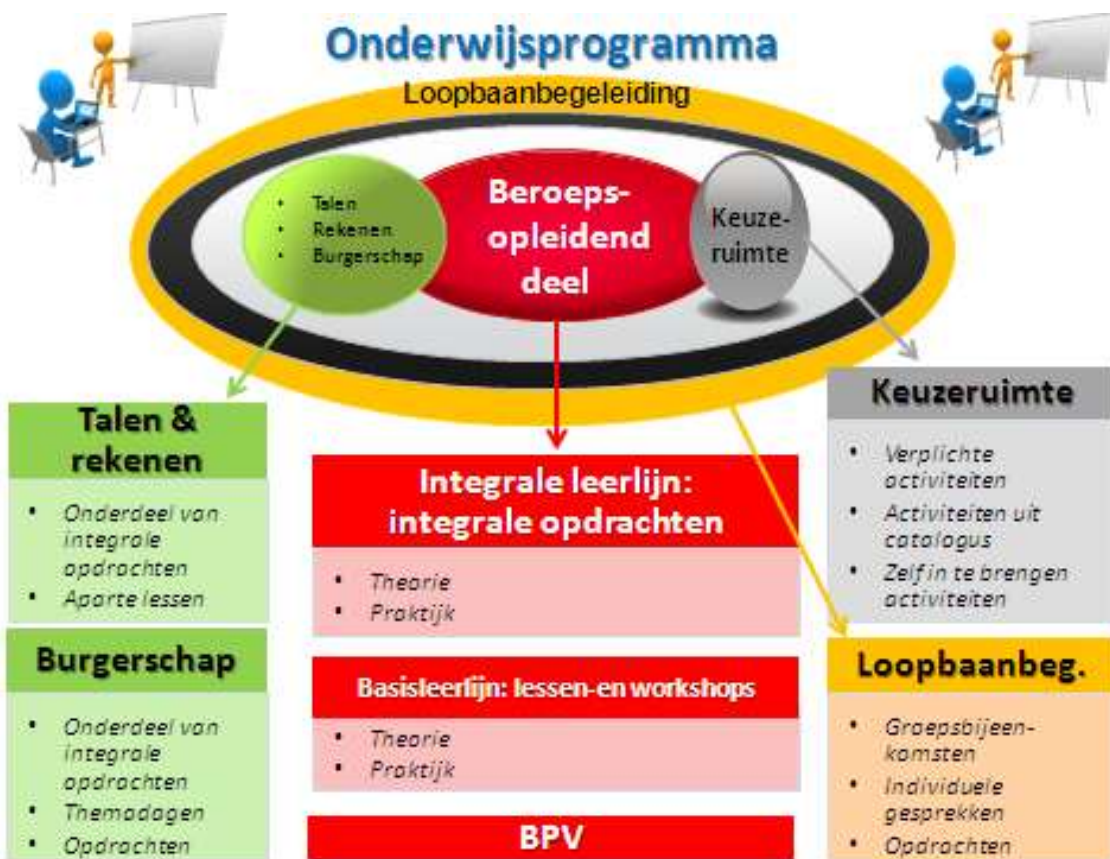 Onderwijsprogramma
Loopbaanbegeleiding
• Talen
• Rekenen
• Burgerschap
Beroeps-
opleidend
deel
Keuze-
ruimte
Talen &
rekenen
• Onderdeel van
integrale
opdrachten
• Aparte lessen
Burgerschap
• Onderdeel van
integrale
opdrachten
• Themadagen
• Opdrachten
Integrale leerlijn:
integrale opdrachten
• Theorie
• Praktijk
Basisleerlijn: lessen-en workshops
• Theorie
• Praktijk
BPV
Keuzeruimte
• Verplichte
activiteiten
• Activiteiten uit
catalogus
• Zelf in te brengen
activiteiten
Loopbaanbeg.
• Groepsbijeen-
komsten
• Individuele
gesprekken
• Opdrachten